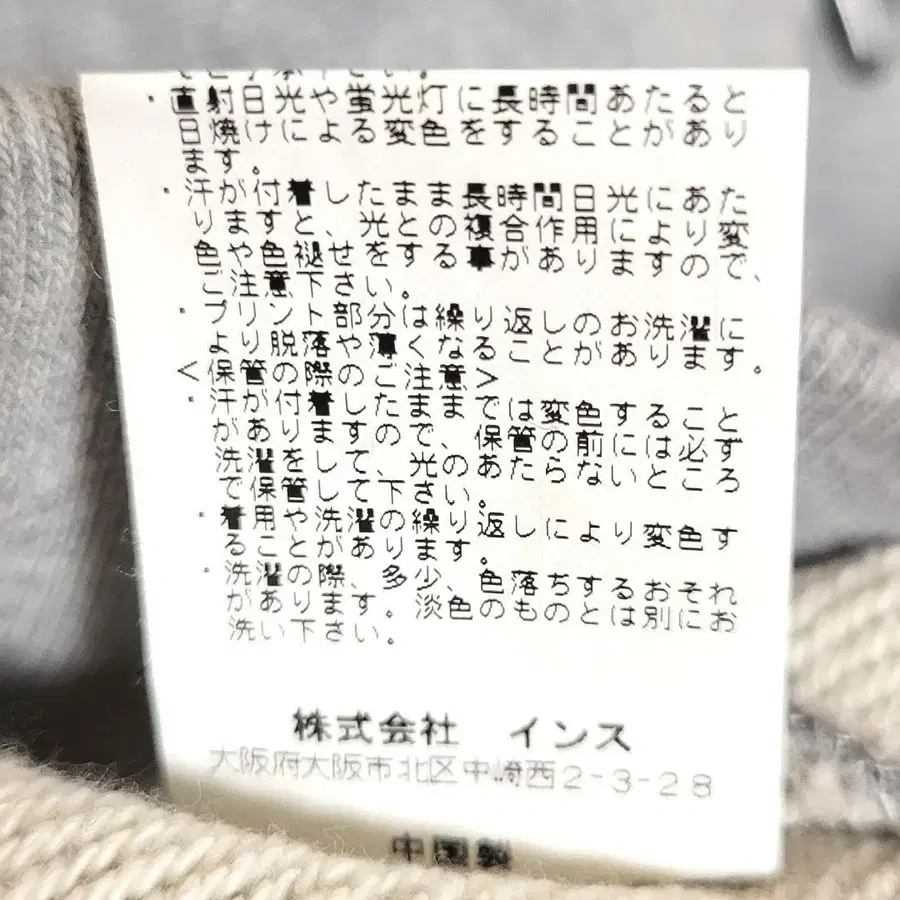 ・直射日光や蛍光灯に長時間あたると
日焼けによる変色をすることがあり
ます。
・汗が付着したまま長時間日光にあた
りますと、光との複合作用により変
色や色褪せをする事がありますので、
ご注意下さい。
・プリント部分は繰り返しのお洗濯に
より脱落や薄くなることがあります。
<保管の際のご注意>
・汗が付着したままでは変色すること
がありますので、保管の前には必ず
洗濯をして、光のあたらないところ
で保管して下さい。
・着用や洗濯の繰り返しにより変色す
ることがあります。
・洗濯の際、多少、色落ちするおそれ
があります。淡色のものとは別にお
洗い下さい。
株式会社 インス
大阪府大阪市北区中崎西2-3-28
中国製